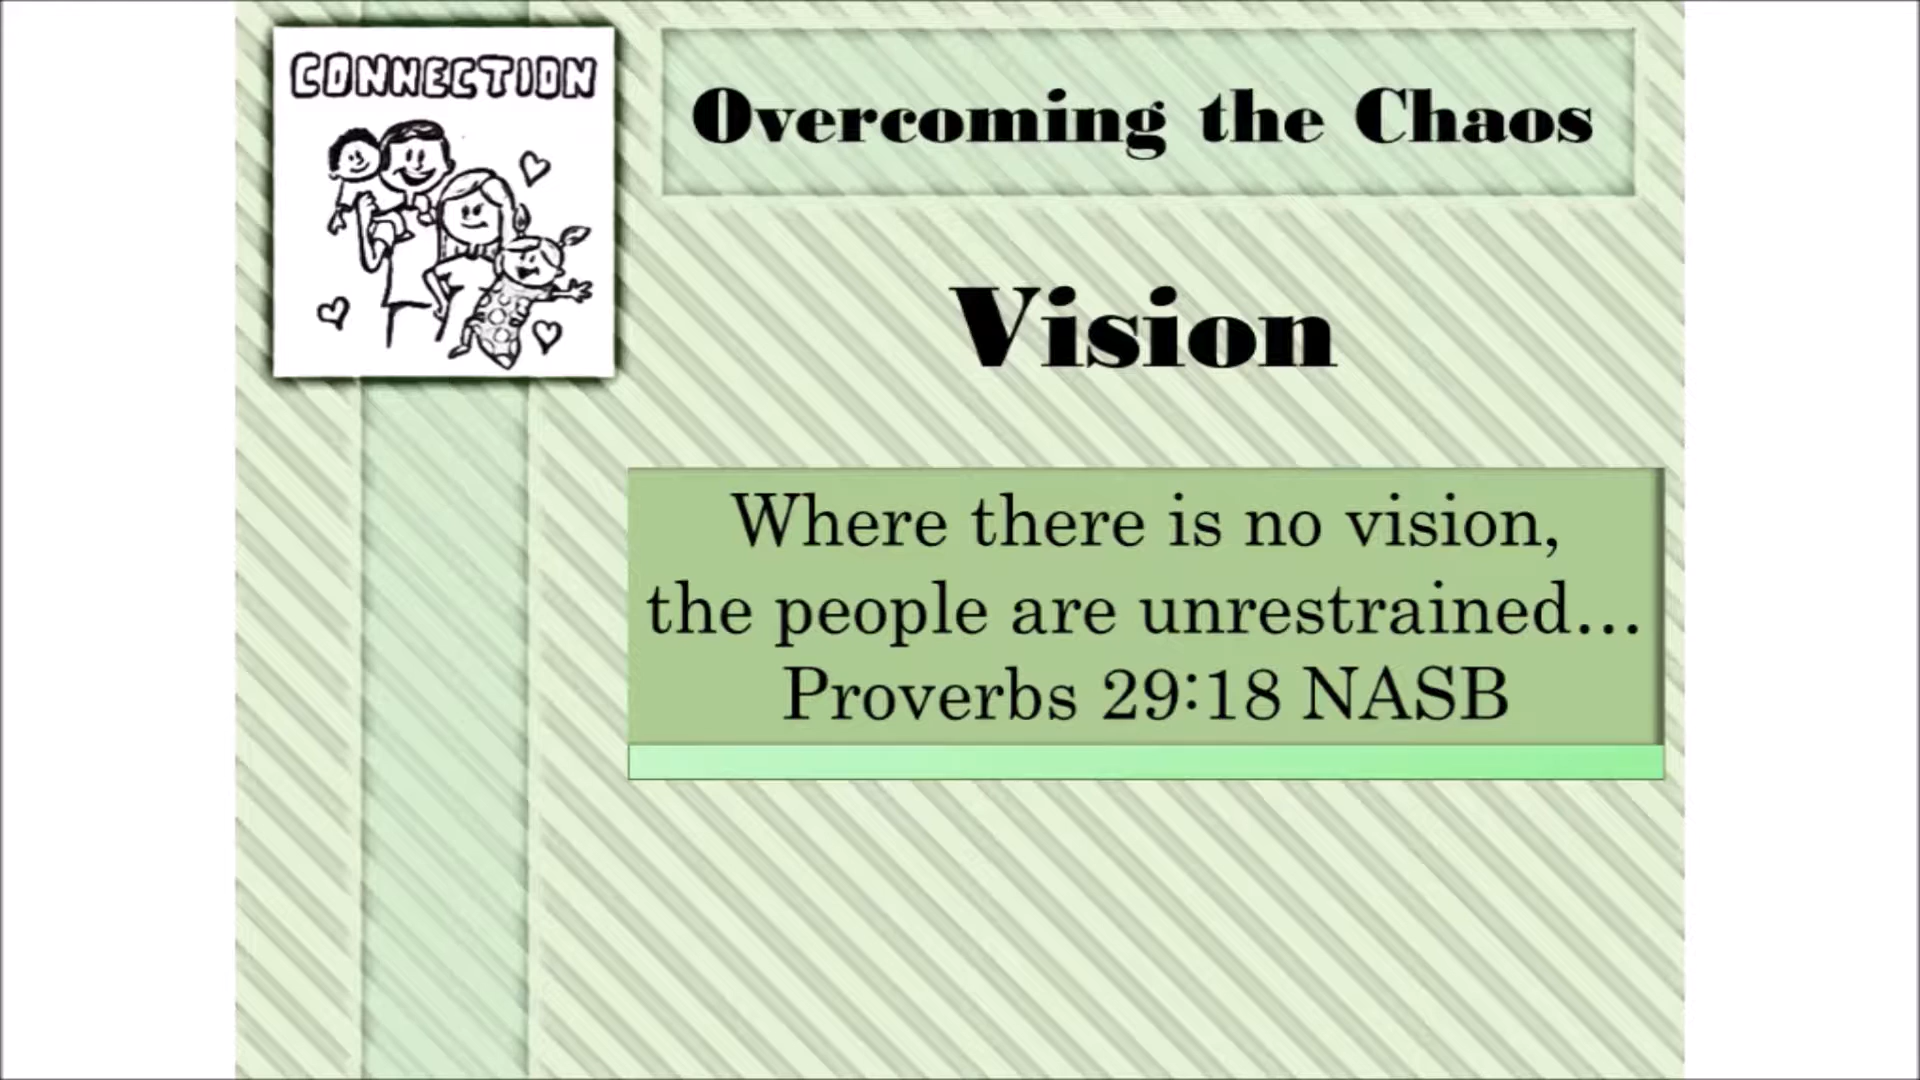 CONNECTION
Overcoming the Chaos
Vision
Where there is no vision,
the people are unrestrained...
Proverbs 29:18 NASB